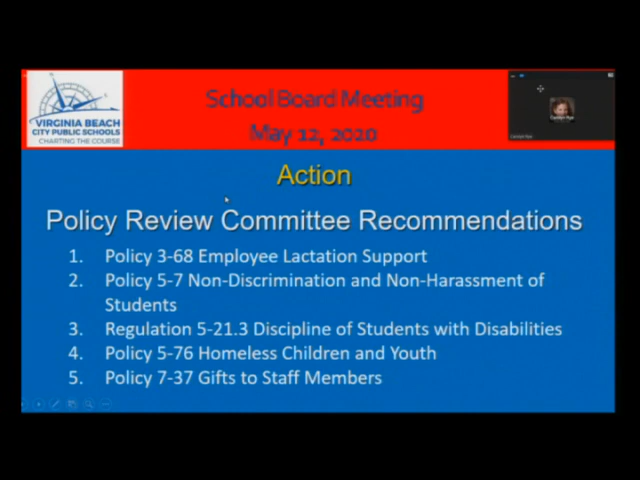 School Board Meeting
May 12, 2020
VIRGINIA BEACH
CITY PUBLIC SCHOOLS
CHARTING THE COURSE
Action
Policy Review Committee Recommendations
1. Policy 3-68 Employee Lactation Support
2. Policy 5-7 Non-Discrimination and Non-Harassment of
Students
3. Regulation 5-21.3 Discipline of Students with Disabilities
4. Policy 5-76 Homeless Children and Youth
5. Policy 7-37 Gifts to Staff Members